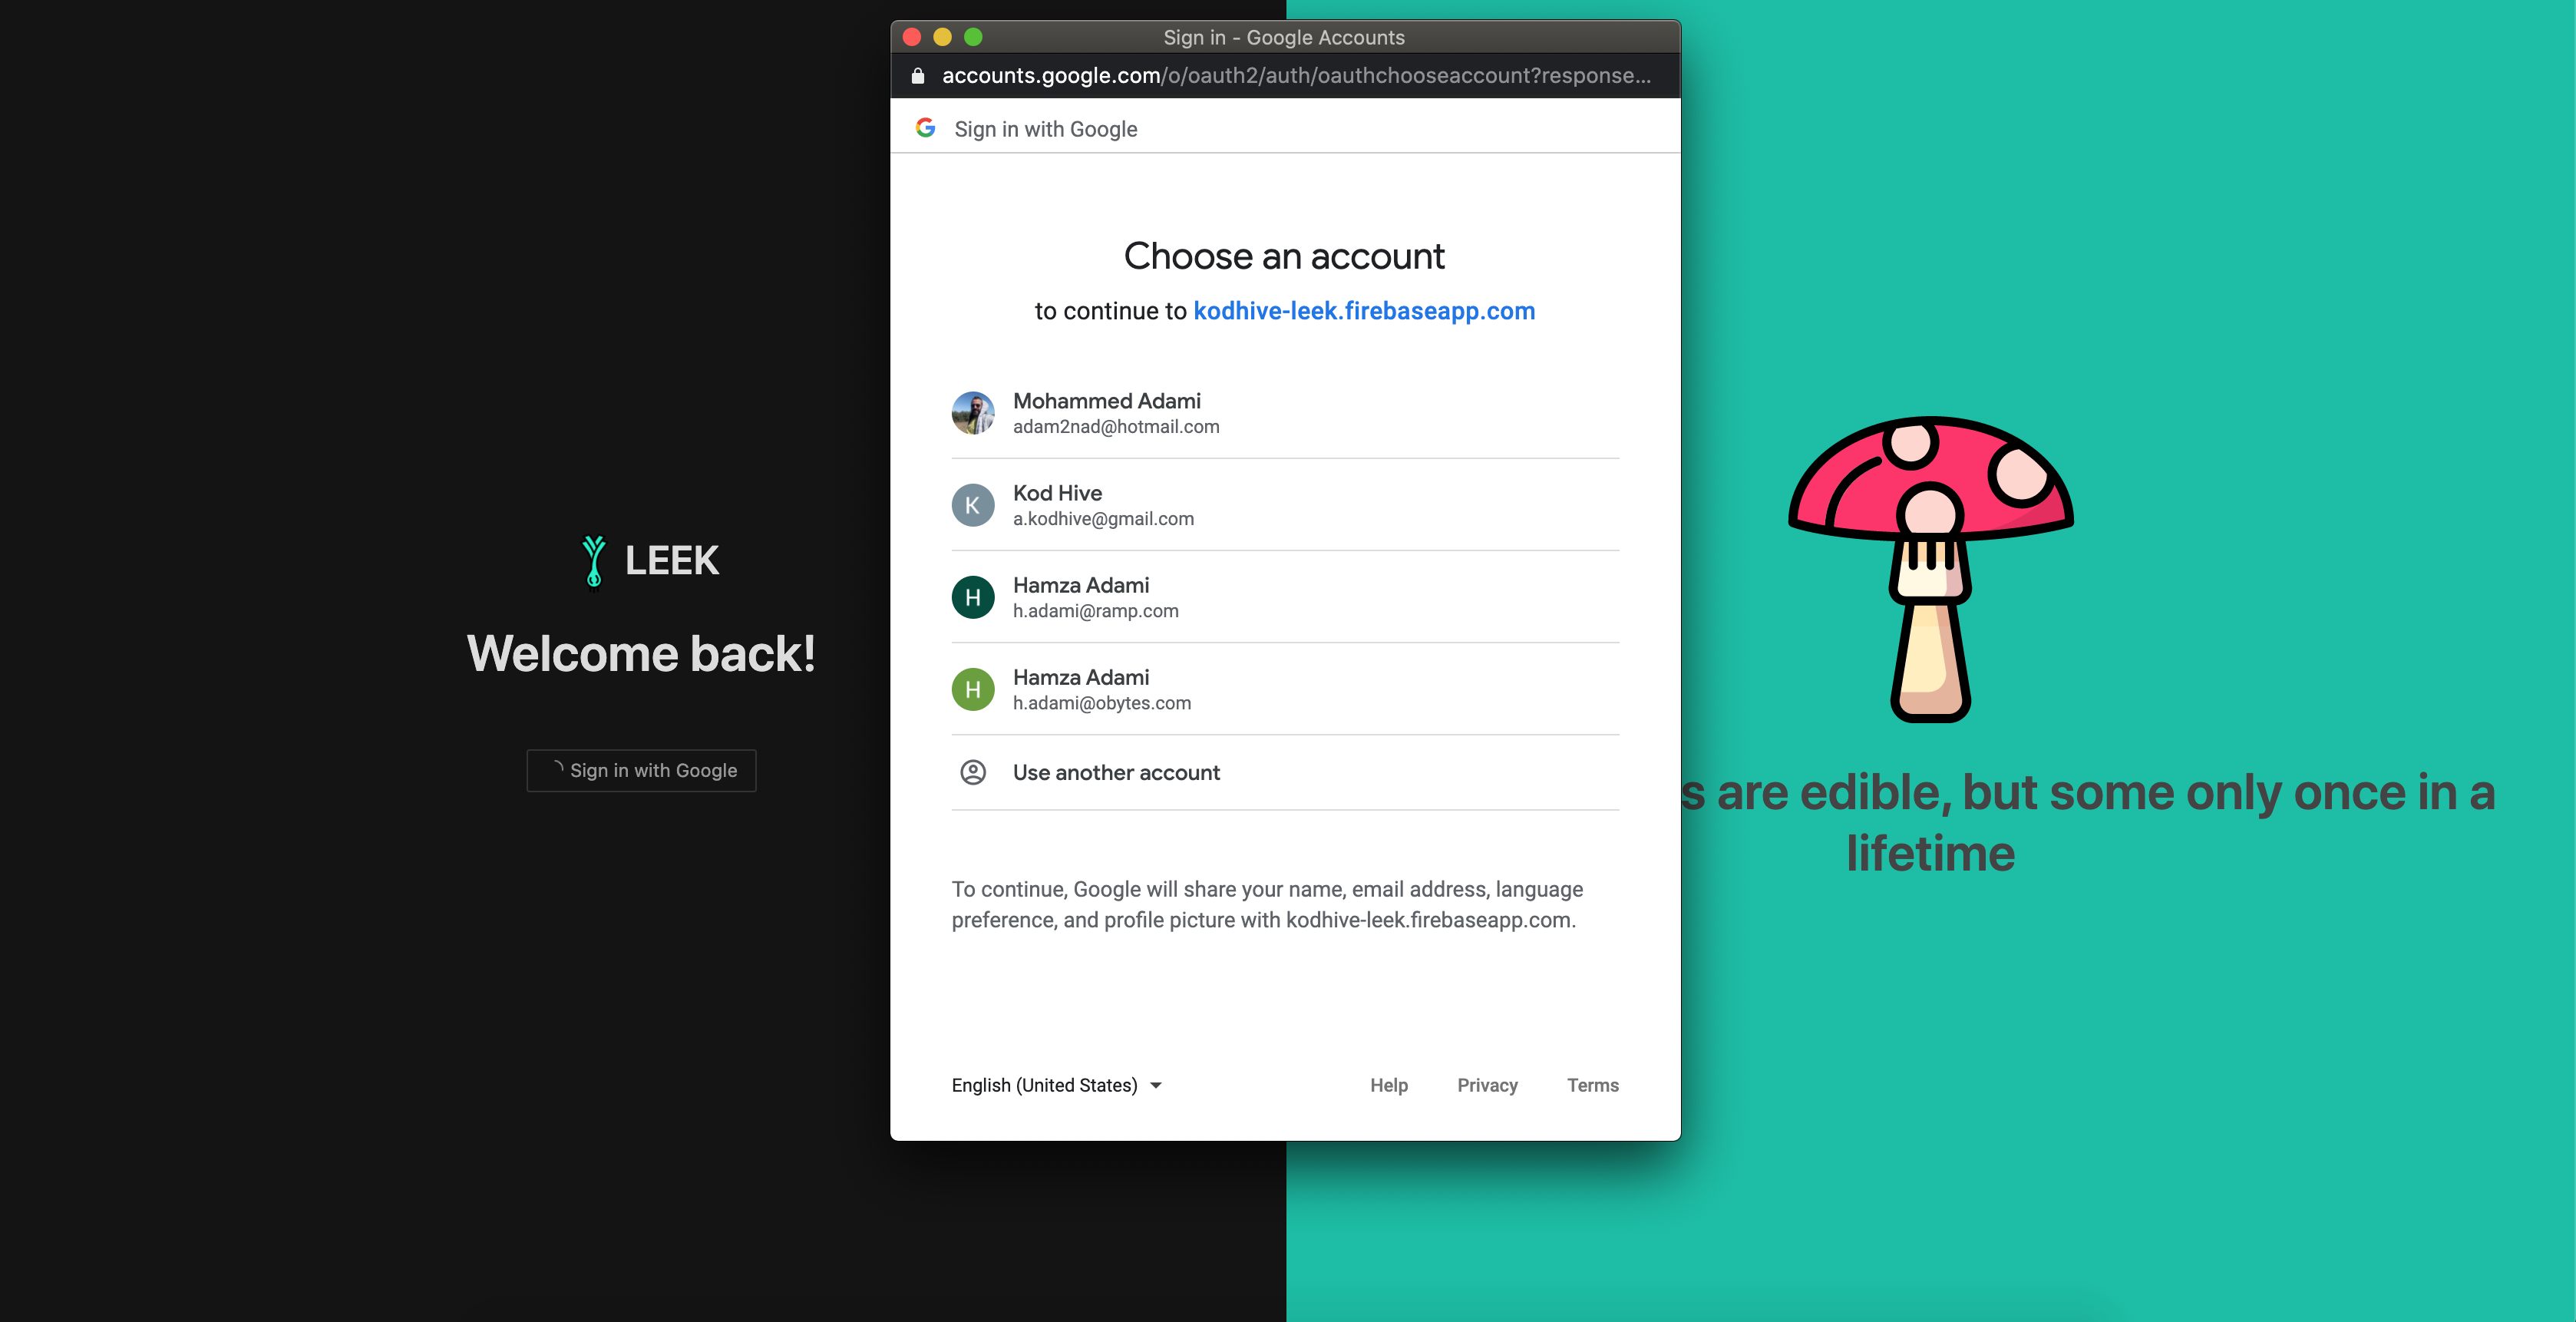 Sign in - Google Accounts
accounts.google.com/o/oauth2/auth/oauthchooseaccount?response...
Sign in with Google
Choose an account
to continue to kodhive-leek.firebaseapp.com
Mohammed Adami
adam2nad@hotmail.com
K
Kod Hive
a.kodhive@gmail.com
H
Hamza Adami
h.adami@ramp.com
H
Hamza Adami
h.adami@obytes.com
Use another account
To continue, Google will share your name, email address, language
preference, and profile picture with kodhive-leek.firebaseapp.com.
English (United States)
Help
Privacy
Terms
LEEK
Welcome back!
Sign in with Google
s are edible, but some only once in a
lifetime